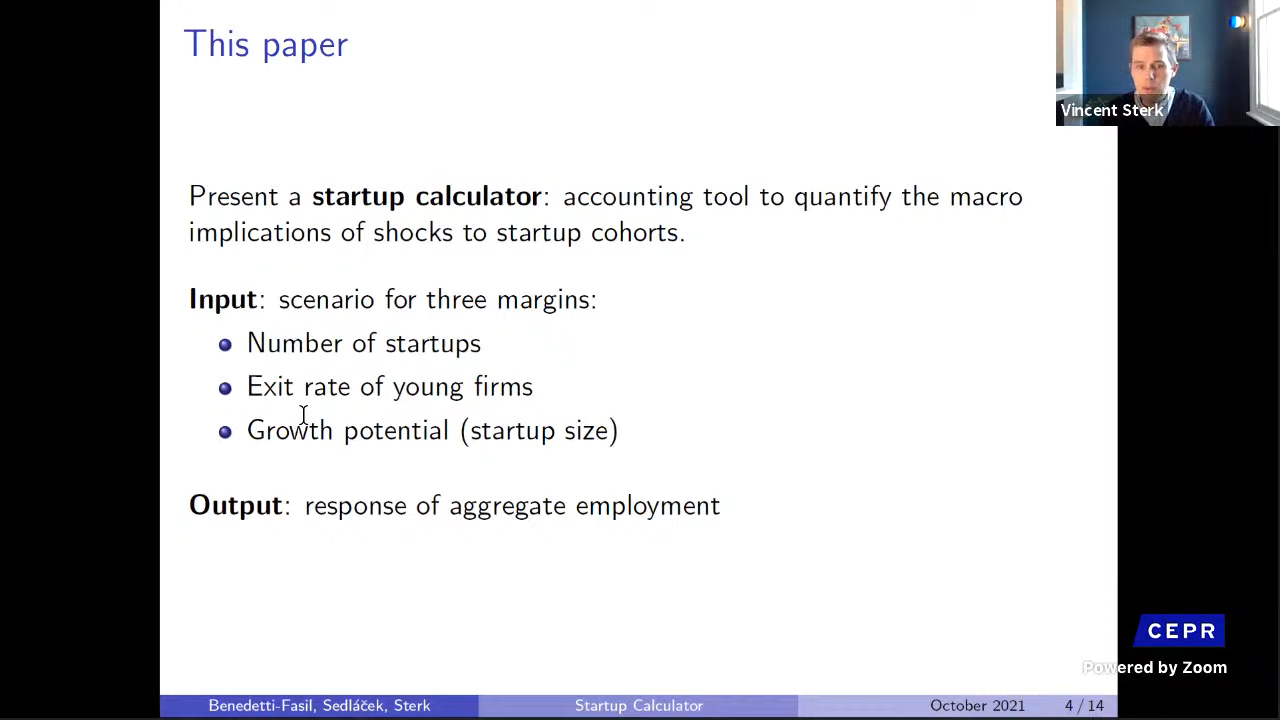 This paper
Vincent Sterk
Present a startup calculator: accounting tool to quantify the macro
implications of shocks to startup cohorts.
Input: scenario for three margins:
Number of startups
Exit rate of young firms
Growth potential (startup size)
Output: response of aggregate employment
CEPR
Powered by Zoom
Benedetti-Fasil, Sedláček, Sterk Startup Calculator October 2021 4 / 14